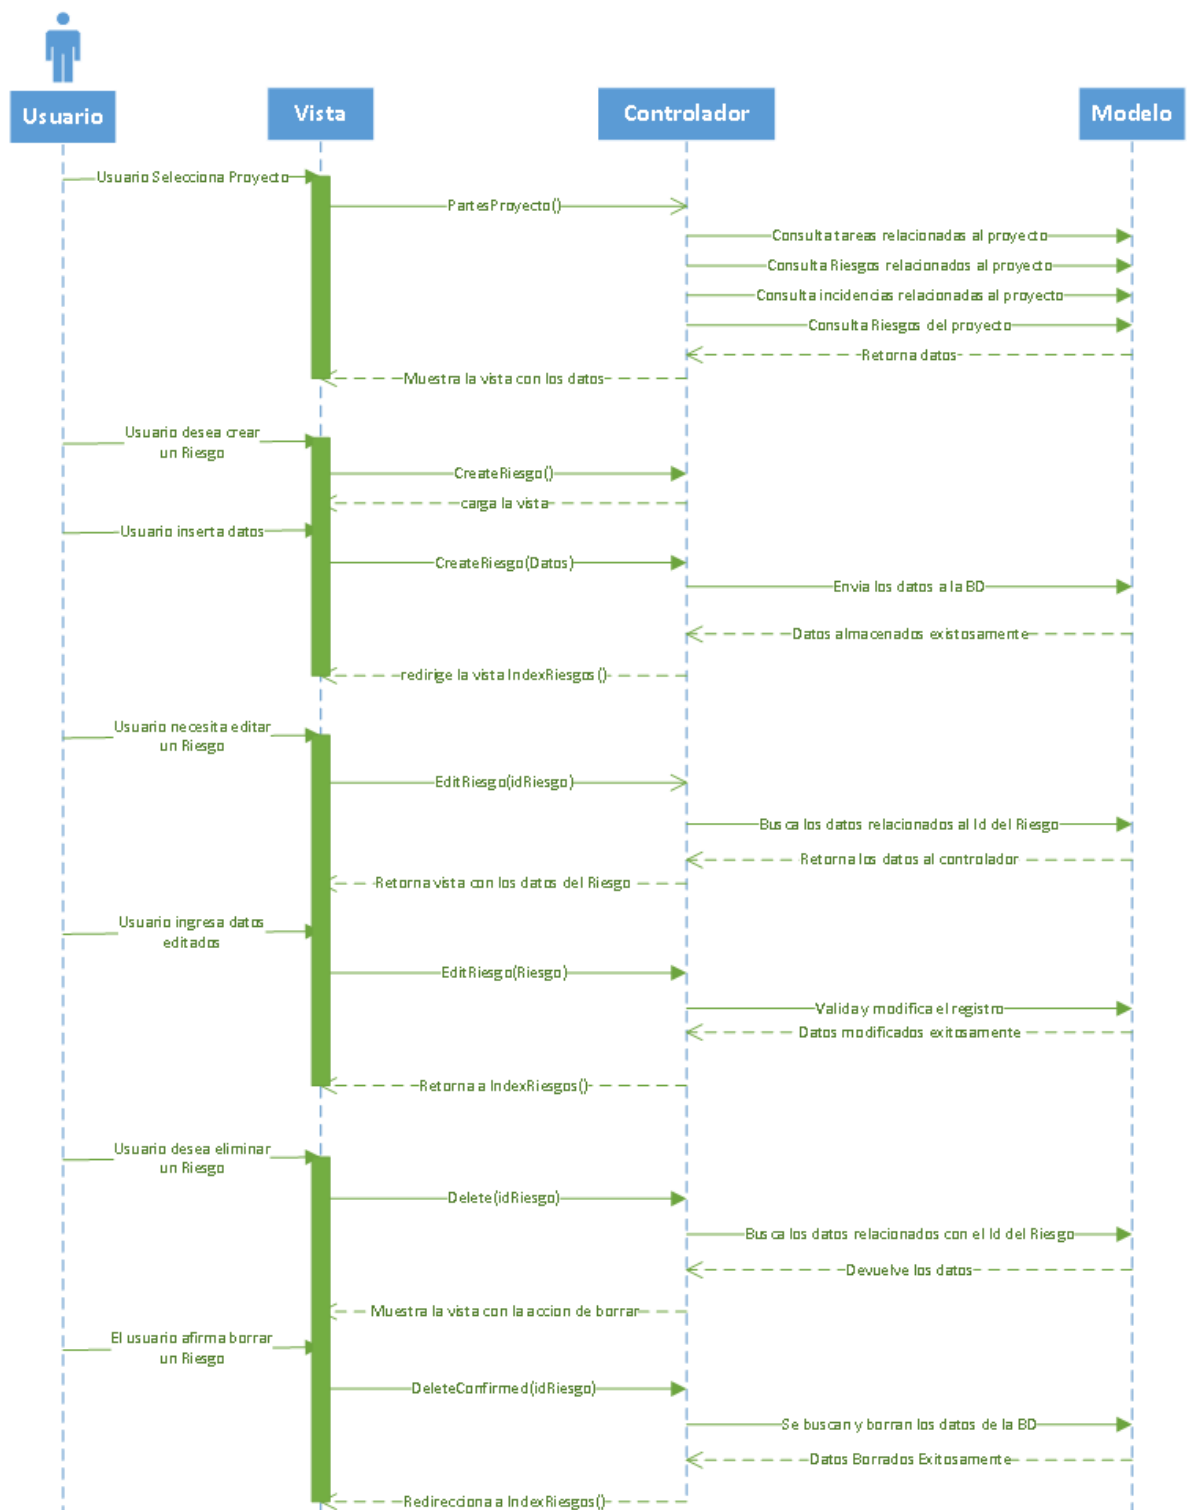 Usuario
Vista
Controlador
Modelo
Usuario Selecciona Proyecto
PartesProyecto()
Consulta tareas relacionadas al proyecto
Consulta Riesgos relacionados al proyecto
Consulta incidencias relacionadas al proyecto
Consulta Riesgos del proyecto
Retorna datos
Muestra la vista con los datos
Usuario desea crear
un Riesgo
CreateRiesgo()
carga la vista
Usuario inserta datos
CreateRiesgo(Datos)
Envia los datos a la BD
Datos almacenados existosamente
redirige la vista IndexRiesgos()
Usuario necesita editar
un Riesgo
EditRiesgo(idRiesgo)
Busca los datos relacionados al Id del Riesgo
Retorna los datos al controlador
Retorna vista con los datos del Riesgo
Usuario ingresa datos
editados
EditRiesgo(Riesgo)
Valida y modifica el registro
Datos modificados exitosamente
Retorna a IndexRiesgos()
Usuario desea eliminar
un Riesgo
Delete(idRiesgo)
Busca los datos relacionados con el Id del Riesgo
Devuelve los datos
Muestra la vista con la accion de borrar
El usuario afirma borrar
un Riesgo
DeleteConfirmed(idRiesgo)
Se buscan y borran los datos de la BD
Datos Borrados Exitosamente
Redirecciona a IndexRiesgos()